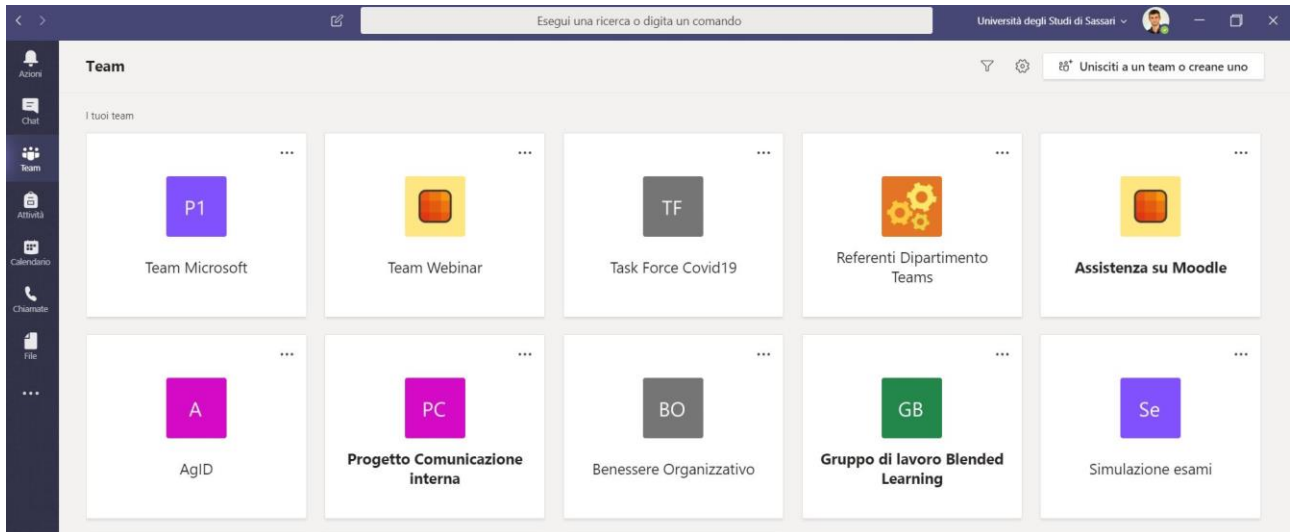 Esegui una ricerca o digita un comando
Università degli Studi di Sassari
Azioni
Chat
Team
Attività
Calendario
Chiamate
File
Team
Unisciti a un team o creane uno
I tuoi team
P1
Team Microsoft
Team Webinar
TF
Task Force Covid19
Referenti Dipartimento
Teams
Assistenza su Moodle
A
AgID
PC
Progetto Comunicazione
interna
BO
Benessere Organizzativo
GB
Gruppo di lavoro Blended
Learning
Se
Simulazione esami